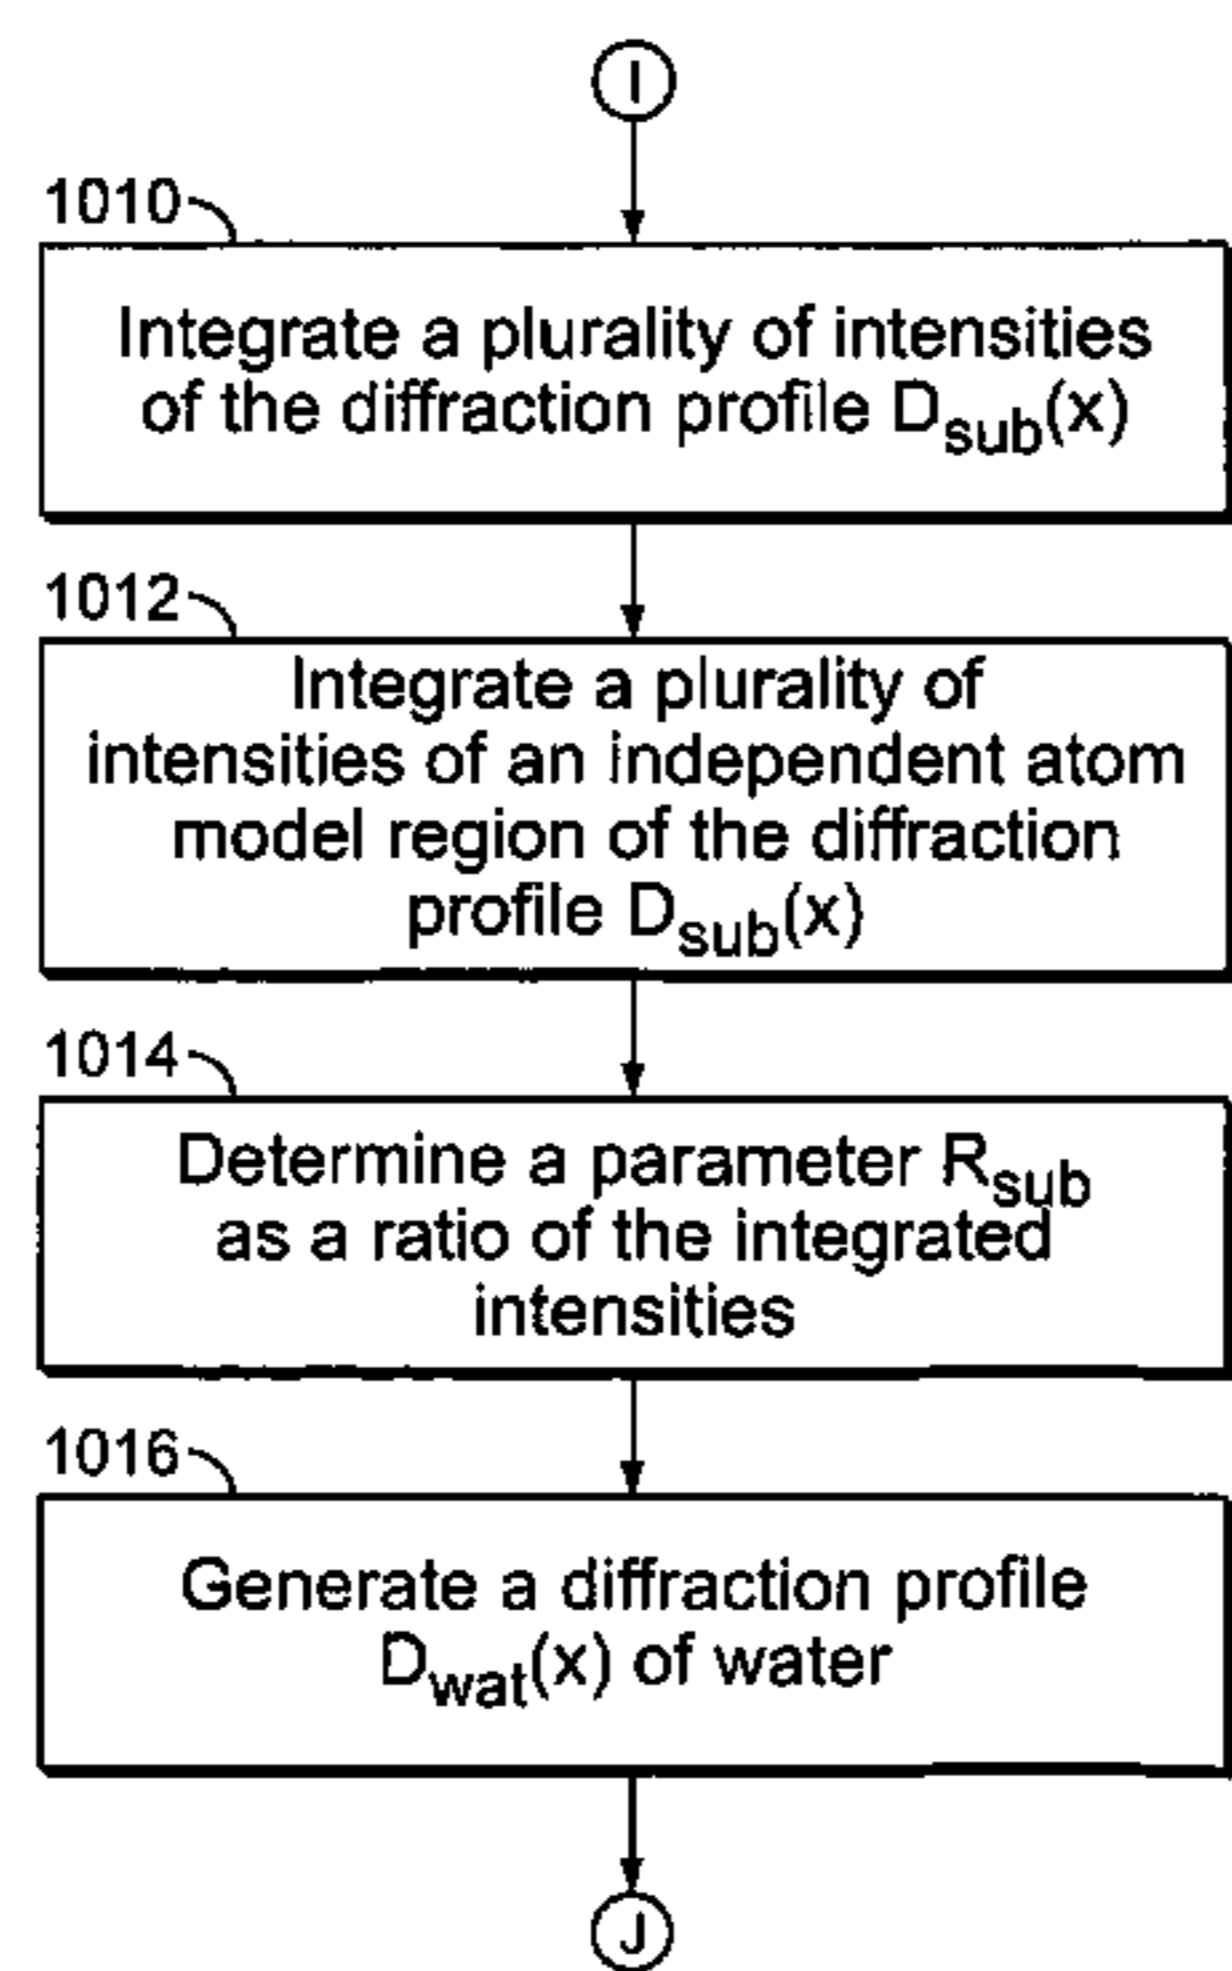 I
1010
Integrate a plurality of intensities
of the diffraction profile Dsub(x)
1012
Integrate a plurality of
intensities of an independent atom
model region of the diffraction
profile Dsub(x)
1014
Determine a parameter Rsub
as a ratio of the integrated
intensities
1016
Generate a diffraction profile
Dwat(x) of water
J